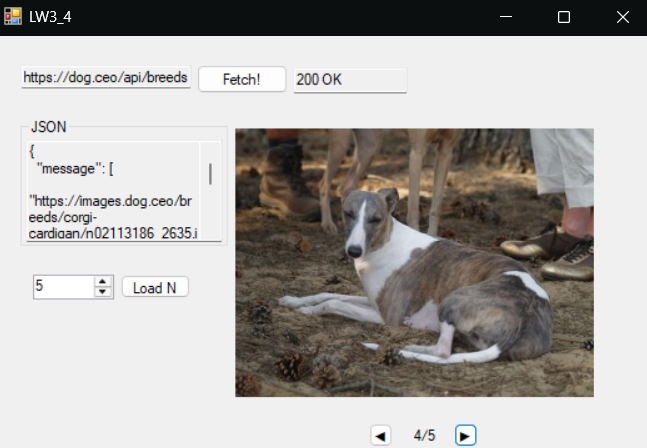 LW3_4
https://dog.ceo/api/breeds
Fetch!
200 OK
JSON
{
"message": [
"https://images.dog.ceo/br
eeds/corgi-
cardigan/n02113186_2635.j
5
Load N
4/5